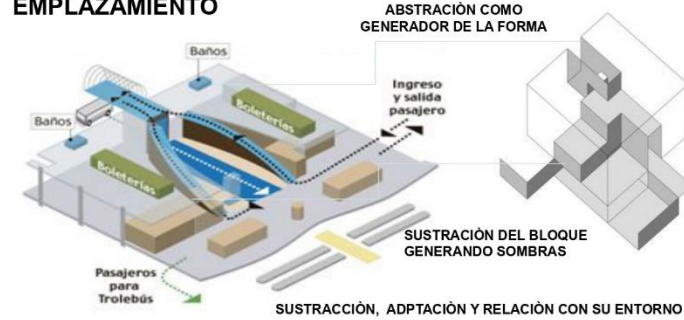 EMPLAZAMIENTO
ABSTRACIÒN COMO
GENERADOR DE LA FORMA
Baños
Ingreso
y salida
pasajero
Boleterías
Baños
Boleterías
SUSTRACIÒN DEL BLOQUE
GENERANDO SOMBRAS
Pasajeros
para
Trolebús
SUSTRACCIÒN, ADPTACIÒN Y RELACIÒN CON SU ENTORNO